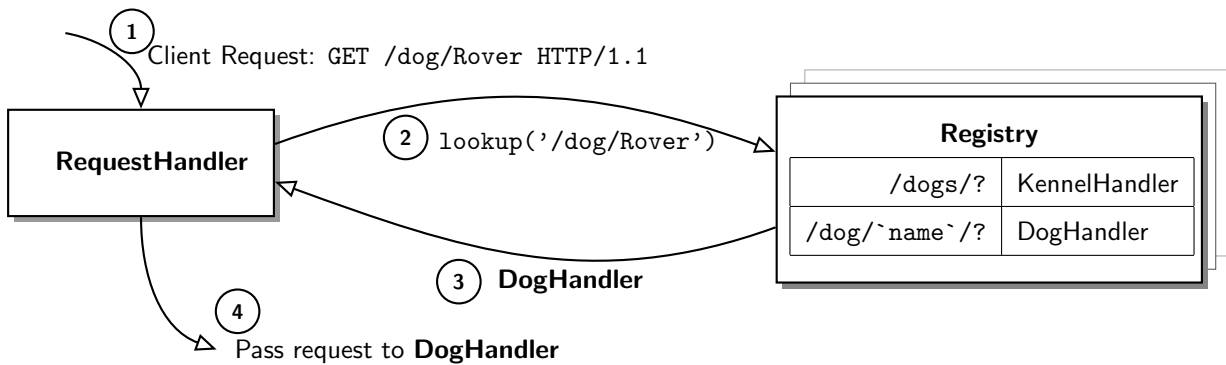 1
Client Request: GET /dog/Rover HTTP/1.1
RequestHandler
2 lookup('/dog/Rover')
Registry
/dogs/? KennelHandler
/dog/`name`/? DogHandler
3 DogHandler
4
Pass request to DogHandler